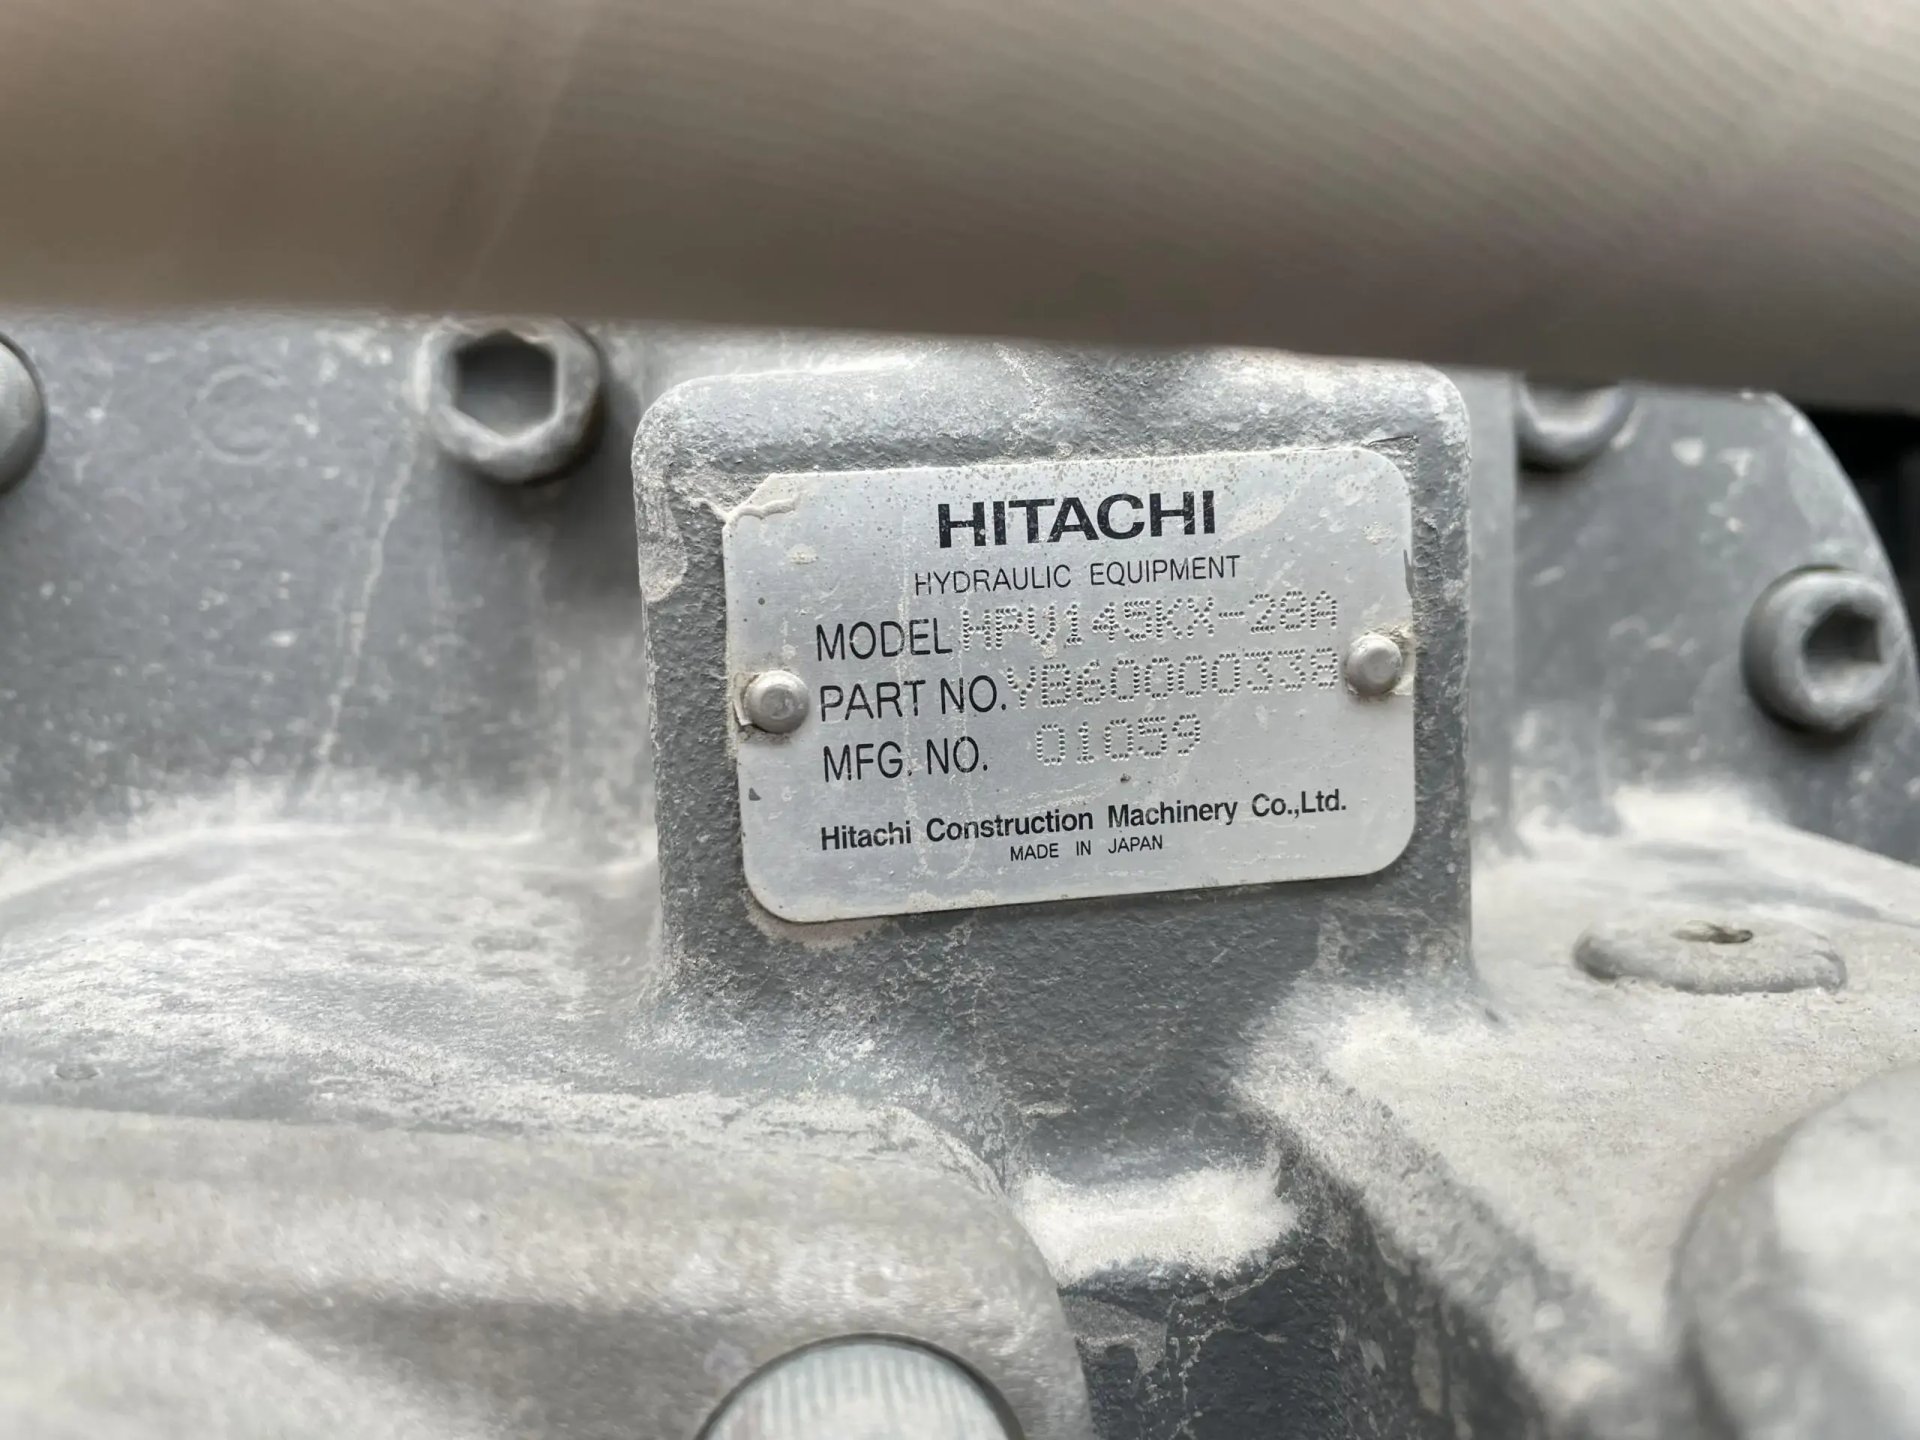 HITACHI
HYDRAULIC EQUIPMENT
MODEL HPV145KX-28A
PART NO. YB60000338
MFG. NO. 01059
Hitachi Construction Machinery Co.,Ltd.
MADE IN JAPAN